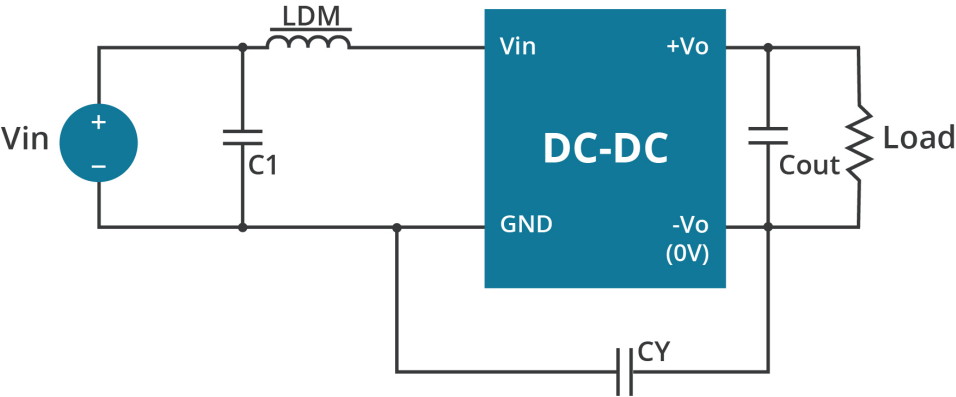 LDM
Vin
+Vo
+
Vin
−
C1
DC-DC
Cout
Load
GND
-Vo
(0V)
CY